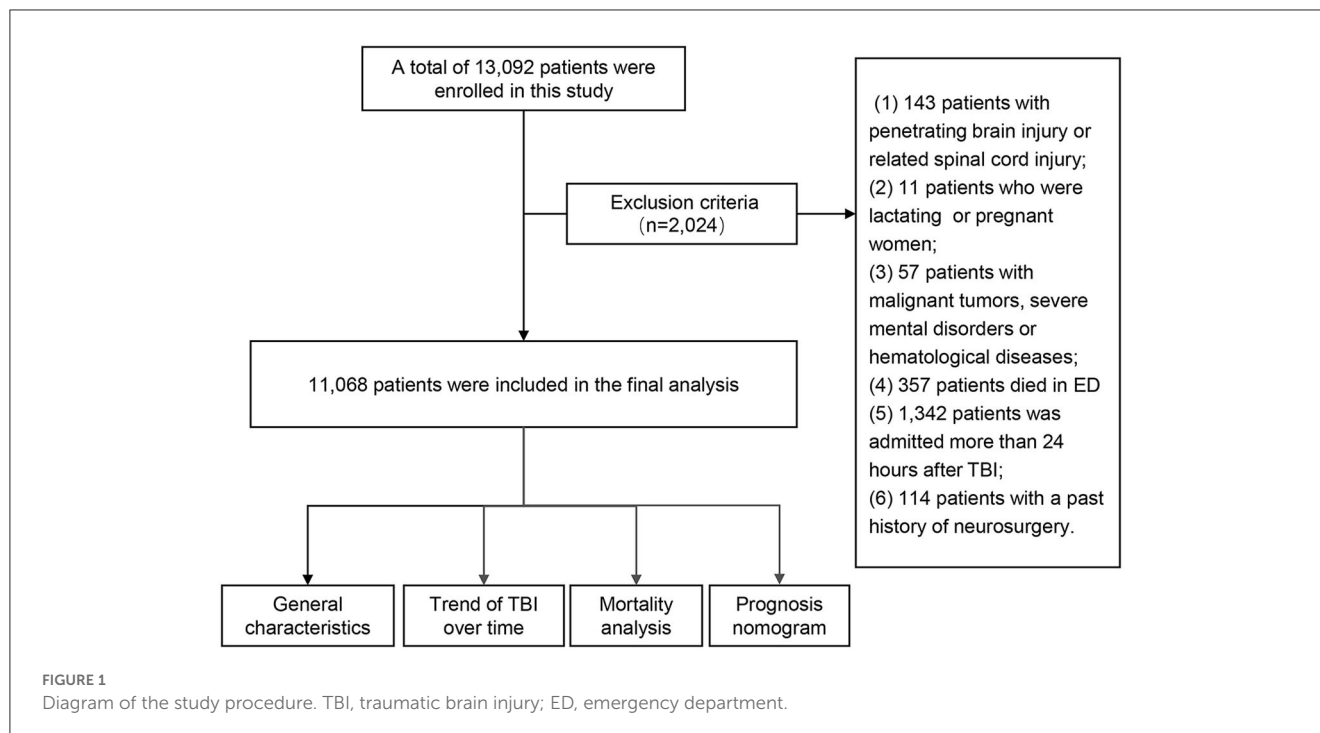 A total of 13,092 patients were
enrolled in this study
Exclusion criteria
(n=2,024)
(1) 143 patients with
penetrating brain injury or
related spinal cord injury;
(2) 11 patients who were
lactating or pregnant
women;
(3) 57 patients with
malignant tumors, severe
mental disorders or
hematological diseases;
(4) 357 patients died in ED
(5) 1,342 patients was
admitted more than 24
hours after TBI;
(6) 114 patients with a past
history of neurosurgery.
11,068 patients were included in the final analysis
General
characteristics
Trend of TBI
over time
Mortality
analysis
Prognosis
nomogram
FIGURE 1
Diagram of the study procedure. TBI, traumatic brain injury; ED, emergency department.